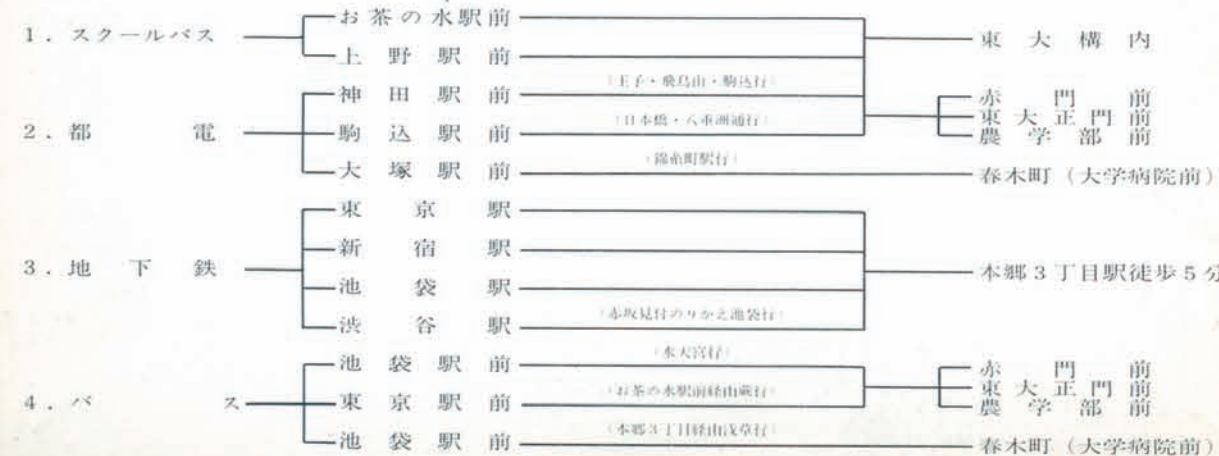 お茶の水駅前
1. スクールバス
東大構内
上野駅前
(王子・飛鳥山・駒込行)
神田駅前
赤門前
2. 都電
(日本橋・八重洲通行)
駒込駅前
東大正門前
農学部前
(錦糸町駅行)
大塚駅前
春木町(大学病院前)
東京駅
新宿駅
3. 地下鉄
本郷3丁目駅徒歩5分
池袋駅
(赤坂見付のりかえ池袋行)
渋谷駅
(水天宮行)
池袋駅前
赤門前
4. バス
(お茶の水駅前経由蕨行)
東京駅前
東大正門前
農学部前
(本郷3丁目経由浅草行)
池袋駅前
春木町(大学病院前)